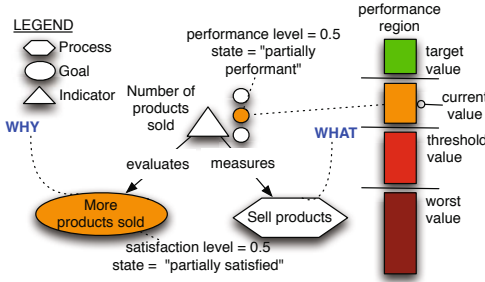 LEGEND
Process
Goal
Indicator
WHY
performance level = 0.5
state = "partially
performant"
Number of
products
sold
evaluates
measures
WHAT
More
products sold
Sell products
satisfaction level = 0.5
state =  "partially satisfied"
performance
region
target
value
current
value
threshold
value
worst
value